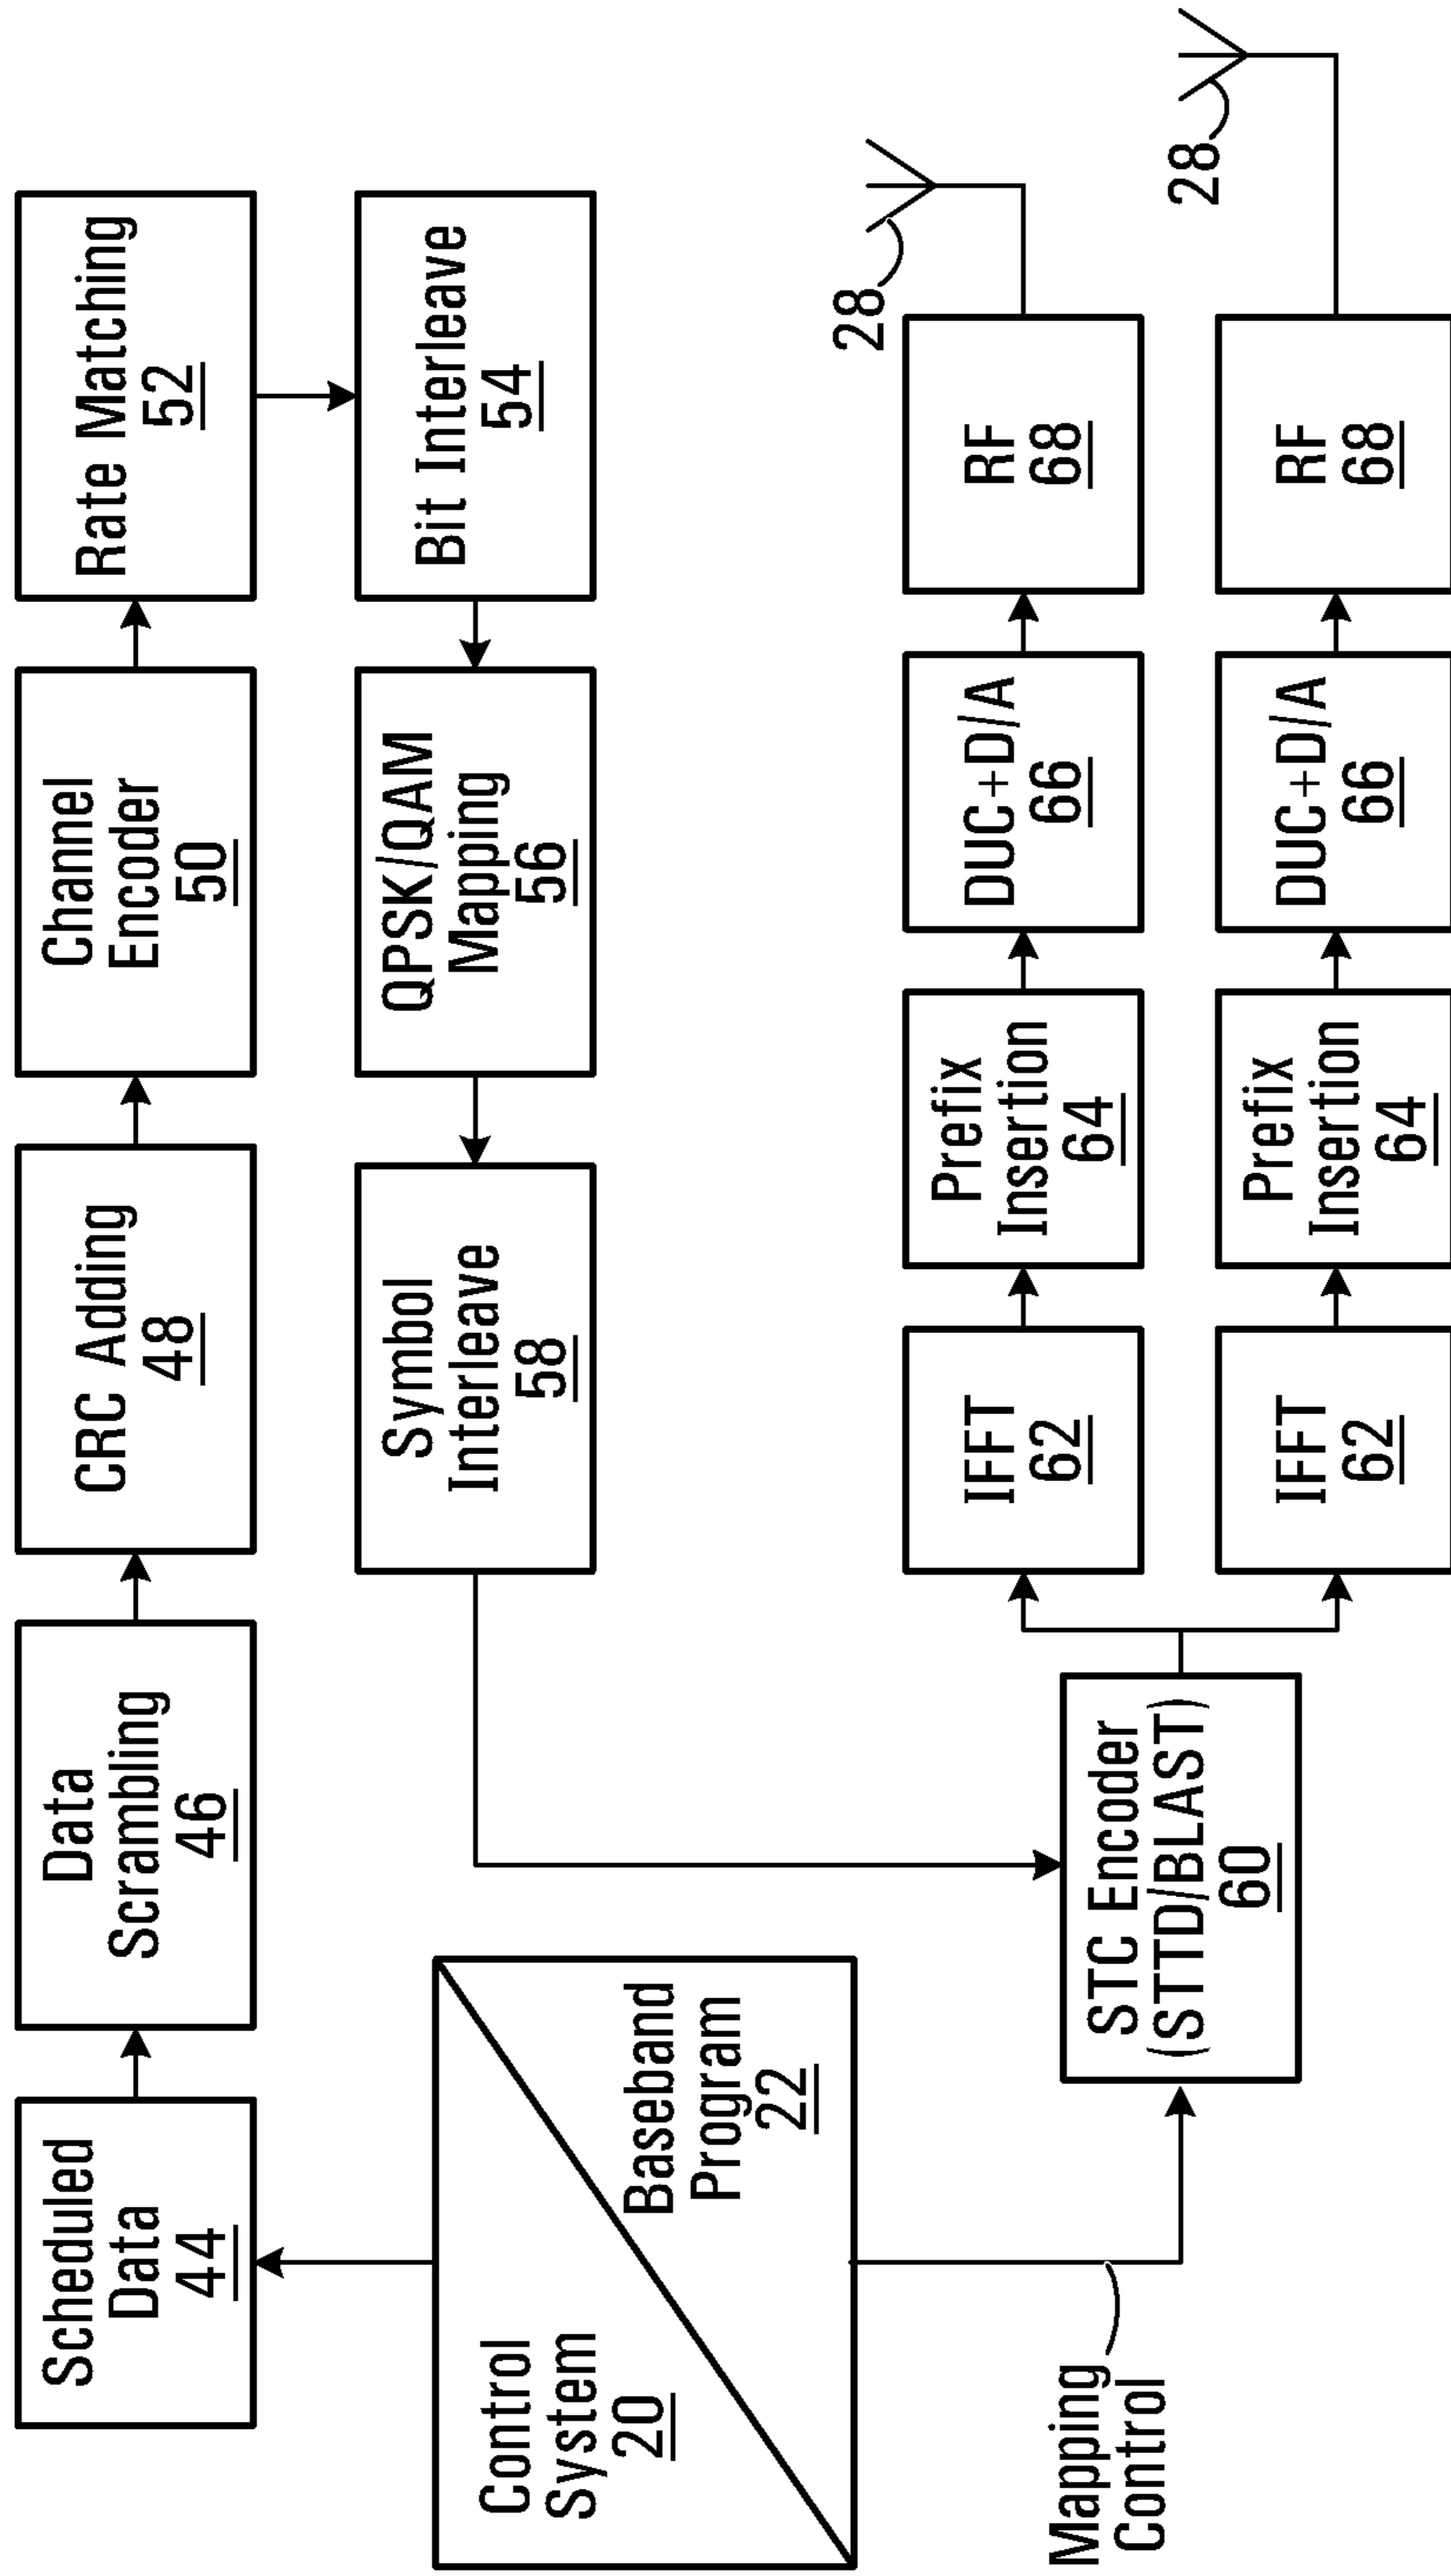 Scheduled
Data
44
Data
Scrambling
46
CRC Adding
48
Channel
Encoder
50
Rate Matching
52
Control
System
20
Baseband
Program
22
Symbol
Interleave
58
QPSK/QAM
Mapping
56
Bit Interleave
54
Mapping
Control
STC Encoder
(STTD/BLAST)
60
IFFT
62
Prefix
Insertion
64
DUC+D/A
66
RF
68
28
IFFT
62
Prefix
Insertion
64
DUC+D/A
66
RF
68
28